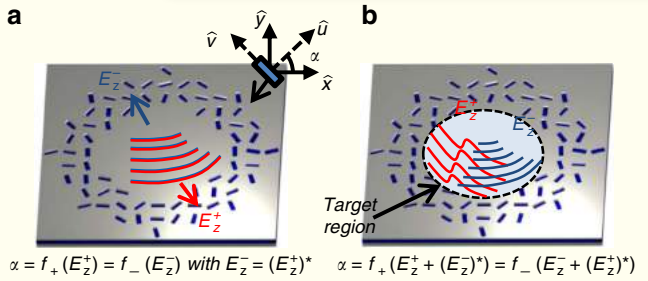 a
b
ŷ
û
v̂
α
x̂
E_z^-
E_z^+
E_z^+
E_z^-
Target
region
α = f_+ (E_z^+) = f_- (E_z^-) with E_z^- = (E_z^+)*
α = f_+ (E_z^+ + (E_z^-)*) = f_- (E_z^- + (E_z^+)*)